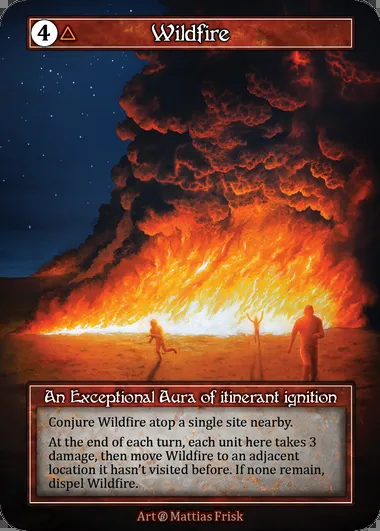 4 Wildfire
An Exceptional Aura of itinerant ignition
Conjure Wildfire atop a single site nearby.
At the end of each turn, each unit here takes 3
damage, then move Wildfire to an adjacent
location it hasn't visited before. If none remain,
dispel Wildfire.
Art @ Mattias Frisk